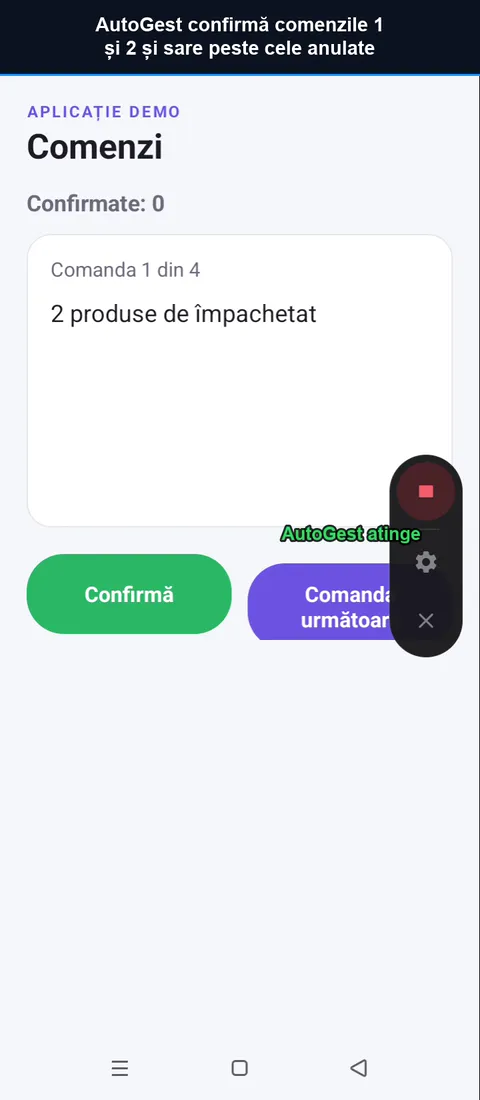 AutoGest confirmă comenzile 1
și 2 și sare peste cele anulate
APLICAȚIE DEMO
Comenzi
Confirmate: 0
Comanda 1 din 4
2 produse de împachetat
AutoGest atinge
Confirmă
Comanda
următoar